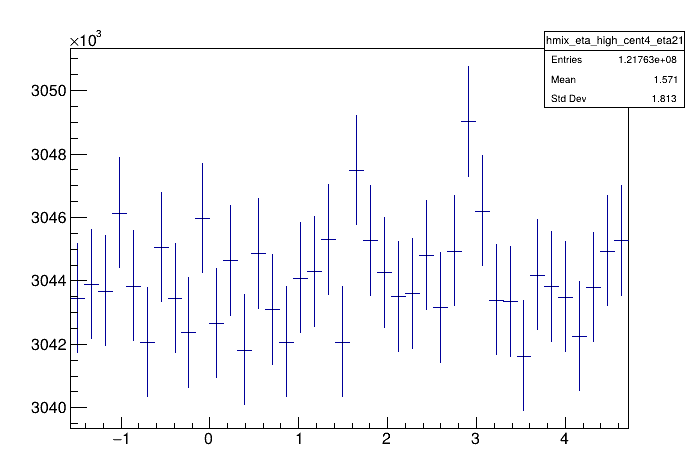 ×10³
hmix_eta_high_cent4_eta21
Entries 1.21763e+08
Mean 1.571
Std Dev 1.813
3050
3048
3046
3044
3042
3040
−1 0 1 2 3 4